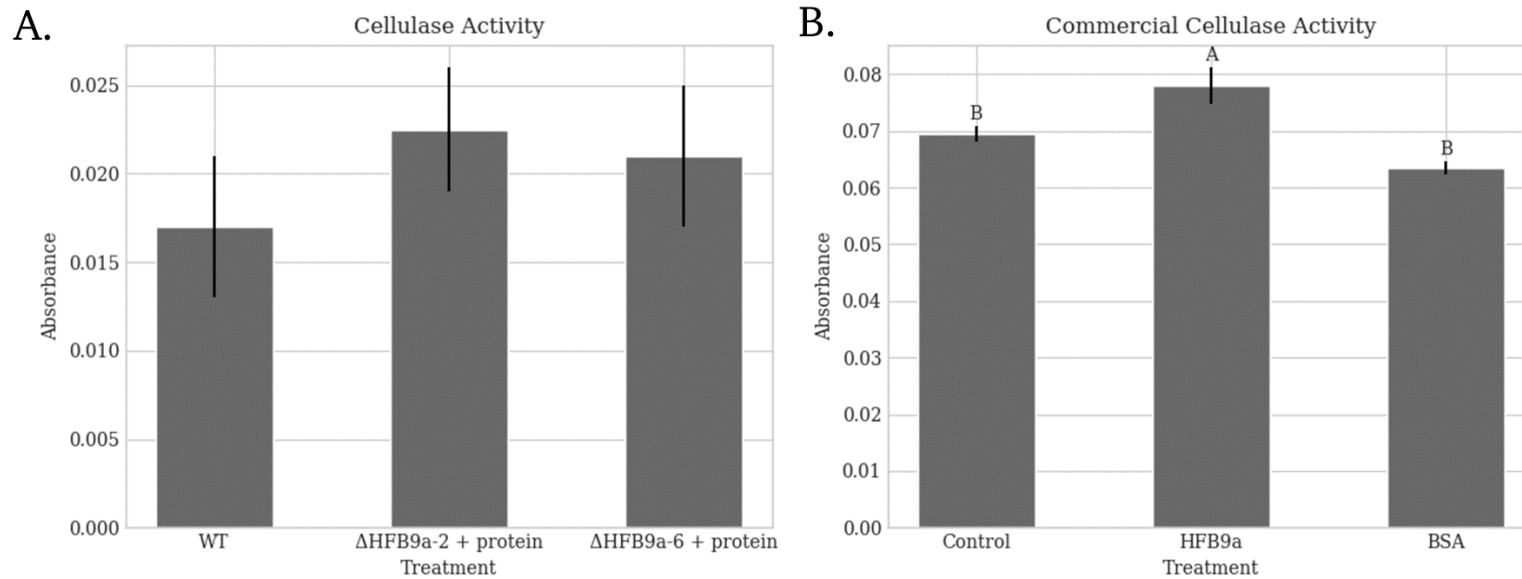 A.
Cellulase Activity
0.025
0.020
0.015
0.010
0.005
0.000
Absorbance
WT
ΔHFB9a-2 + protein
ΔHFB9a-6 + protein
Treatment
B.
Commercial Cellulase Activity
0.08
0.07
0.06
0.05
0.04
0.03
0.02
0.01
0.00
Absorbance
B
A
B
Control
HFB9a
BSA
Treatment